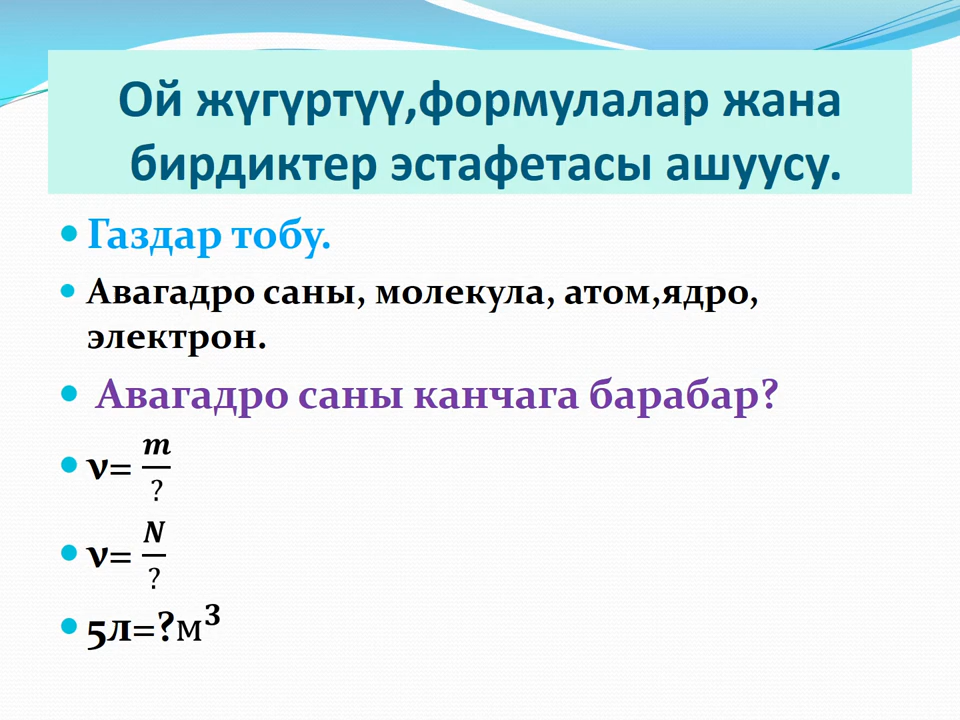 Ой жүгүртүү,формулалар жана
бирдиктер эстафетасы ашуусу.
• Газдар тобу.
• Авагадро саны, молекула, атом,ядро,
электрон.
• Авагадро саны канчага барабар?
• ν= m/?
• ν= N/?
• 5л=?м³